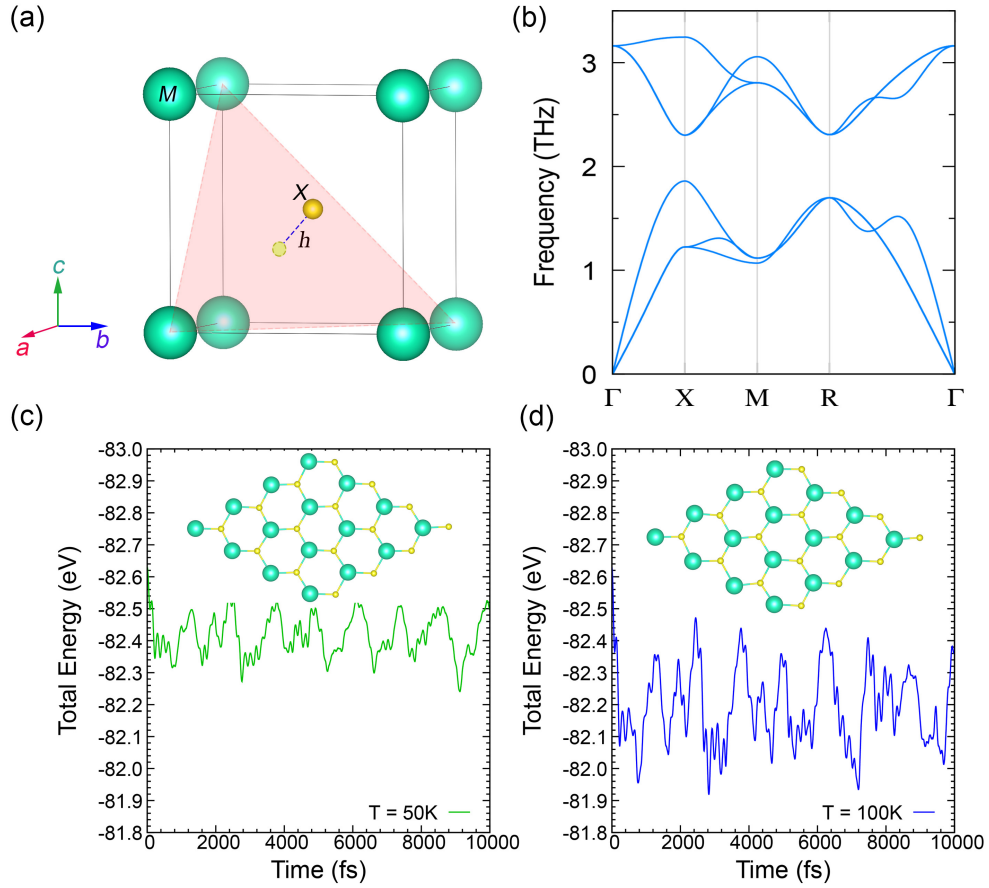 (a)
M
X
h
c
a
b
(b)
Frequency (THz)
3
2
1
0
Γ X M R Γ
(c)
Total Energy (eV)
-83.0
-82.9
-82.8
-82.7
-82.6
-82.5
-82.4
-82.3
-82.2
-82.1
-82.0
-81.9
-81.8
T = 50K
0 2000 4000 6000 8000 10000
Time (fs)
(d)
Total Energy (eV)
-83.0
-82.9
-82.8
-82.7
-82.6
-82.5
-82.4
-82.3
-82.2
-82.1
-82.0
-81.9
-81.8
T = 100K
0 2000 4000 6000 8000 10000
Time (fs)